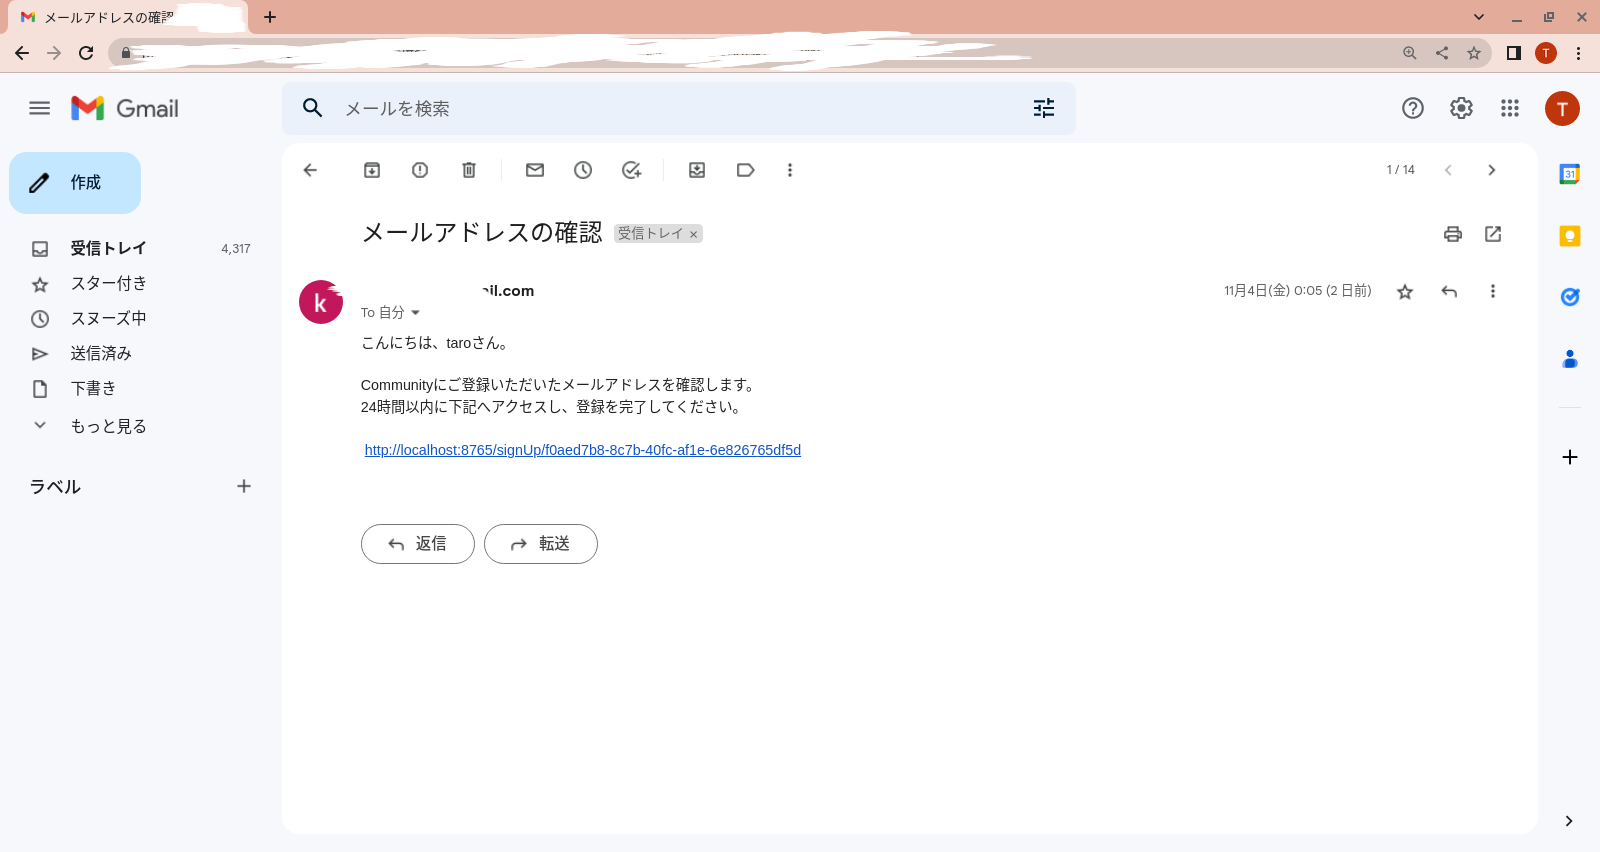 メールアドレスの確認
T
Gmail
メールを検索
T
作成
1 / 14
31
受信トレイ 4,317
スター付き
スヌーズ中
送信済み
下書き
もっと見る
ラベル
メールアドレスの確認 受信トレイ ×
k
il.com
11月4日(金) 0:05 (2 日前)
To 自分
こんにちは、taroさん。
Communityにご登録いただいたメールアドレスを確認します。
24時間以内に下記へアクセスし、登録を完了してください。
http://localhost:8765/signUp/f0aed7b8-8c7b-40fc-af1e-6e826765df5d
返信
転送